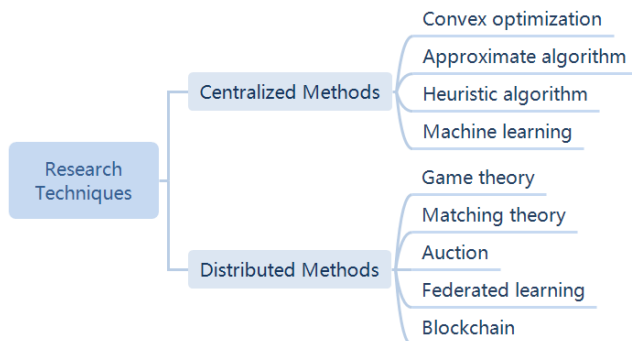 Research
Techniques
Centralized Methods
Convex optimization
Approximate algorithm
Heuristic algorithm
Machine learning
Distributed Methods
Game theory
Matching theory
Auction
Federated learning
Blockchain